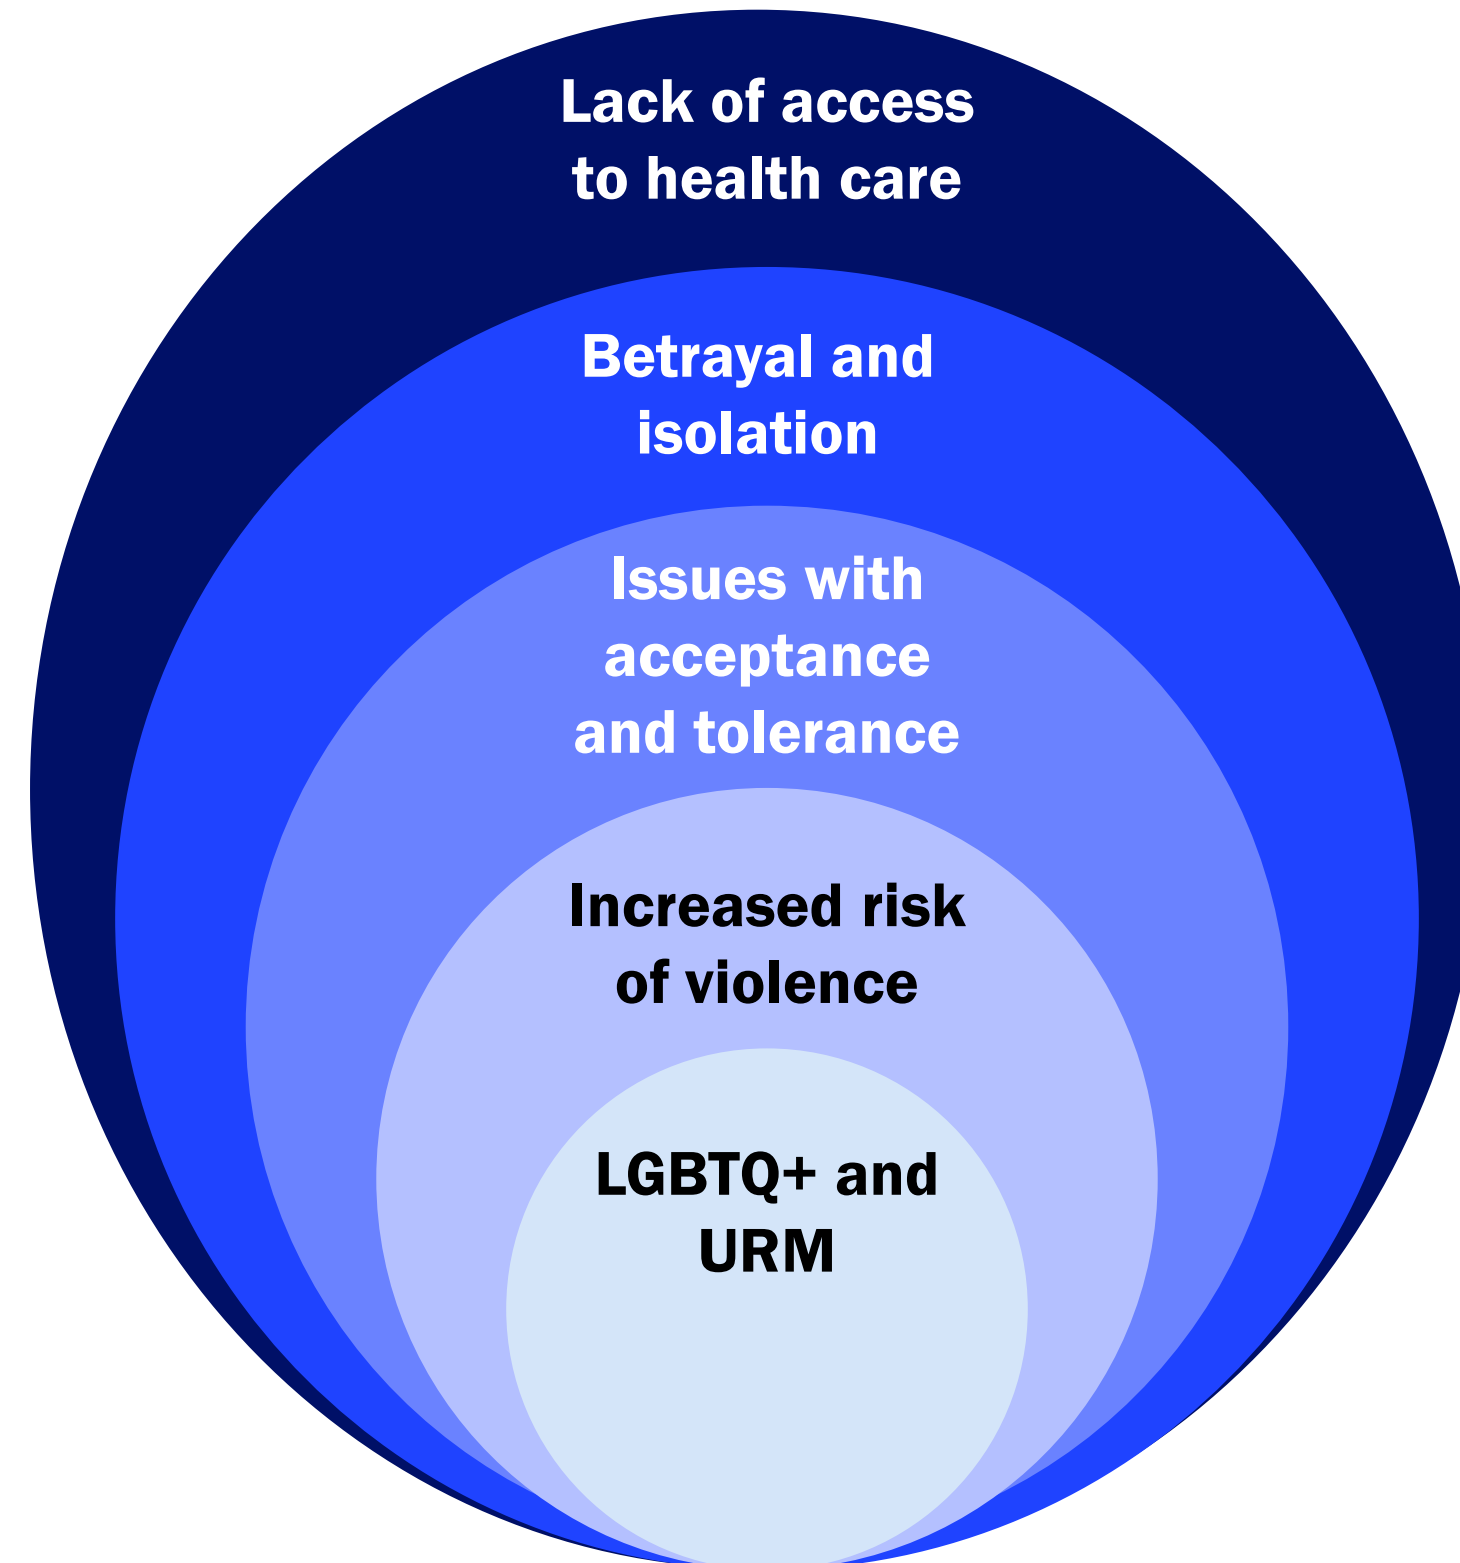 Lack of access
to health care
Betrayal and
isolation
Issues with
acceptance
and tolerance
Increased risk
of violence
LGBTQ+ and
URM